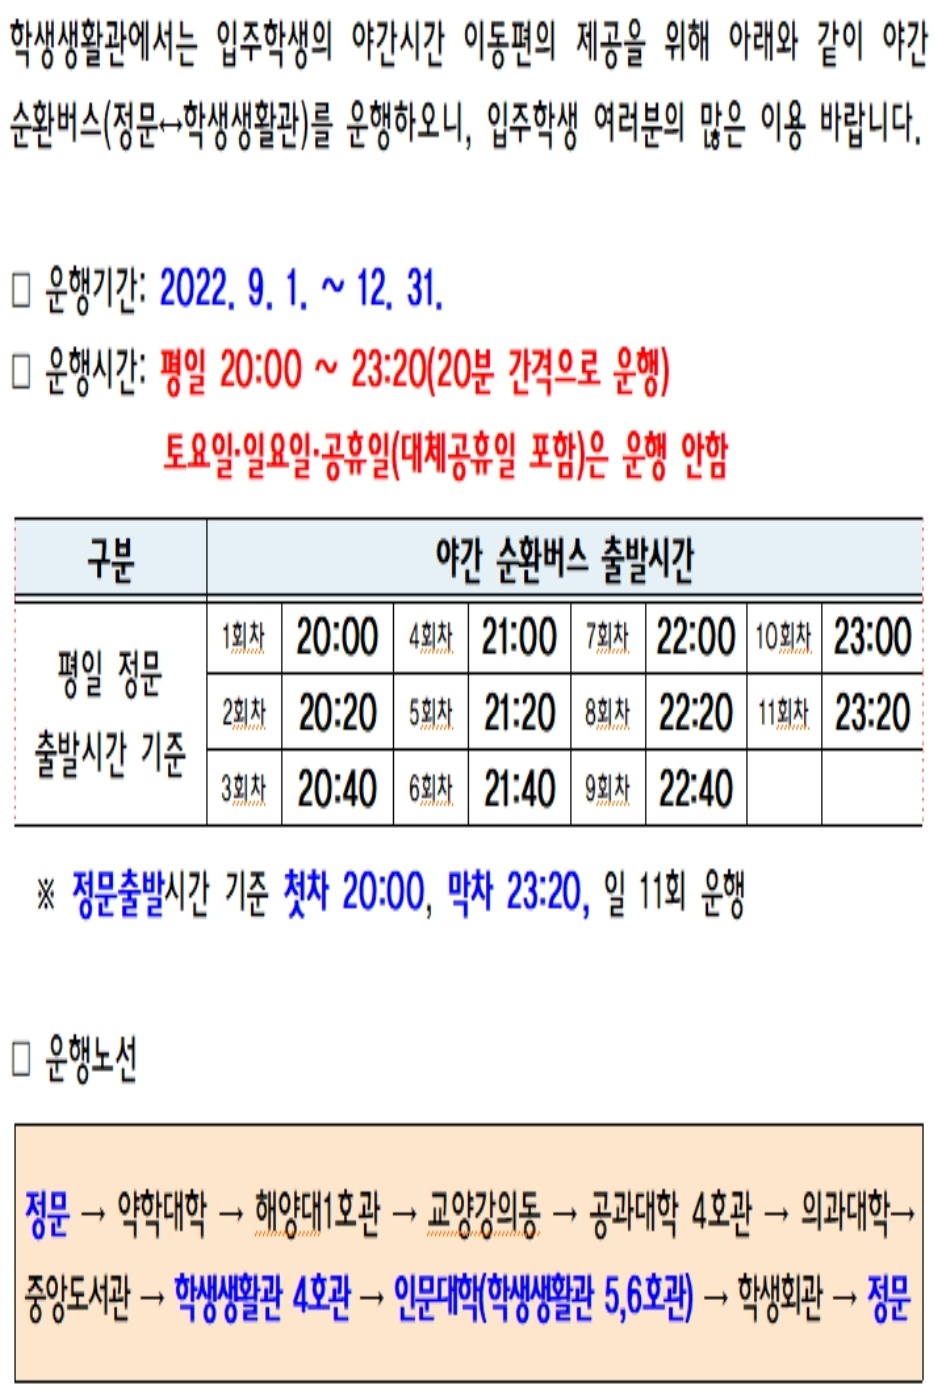 학생생활관에서는 입주학생의 야간시간 이동편의 제공을 위해 아래와 같이 야간
순환버스(정문↔학생생활관)를 운행하오니, 입주학생 여러분의 많은 이용 바랍니다.
□ 운행기간: 2022. 9. 1. ~ 12. 31.
□ 운행시간: 평일 20:00 ~ 23:20(20분 간격으로 운행)
토요일·일요일·공휴일(대체공휴일 포함)은 운행 안함
구분 야간 순환버스 출발시간
평일 정문
출발시간 기준
1회차 20:00 4회차 21:00 7회차 22:00 10회차 23:00
2회차 20:20 5회차 21:20 8회차 22:20 11회차 23:20
3회차 20:40 6회차 21:40 9회차 22:40
※ 정문출발시간 기준 첫차 20:00, 막차 23:20, 일 11회 운행
□ 운행노선
정문 → 약학대학 → 해양대1호관 → 교양강의동 → 공과대학 4호관 → 의과대학→
중앙도서관 → 학생생활관 4호관 → 인문대학(학생생활관 5,6호관) → 학생회관 → 정문